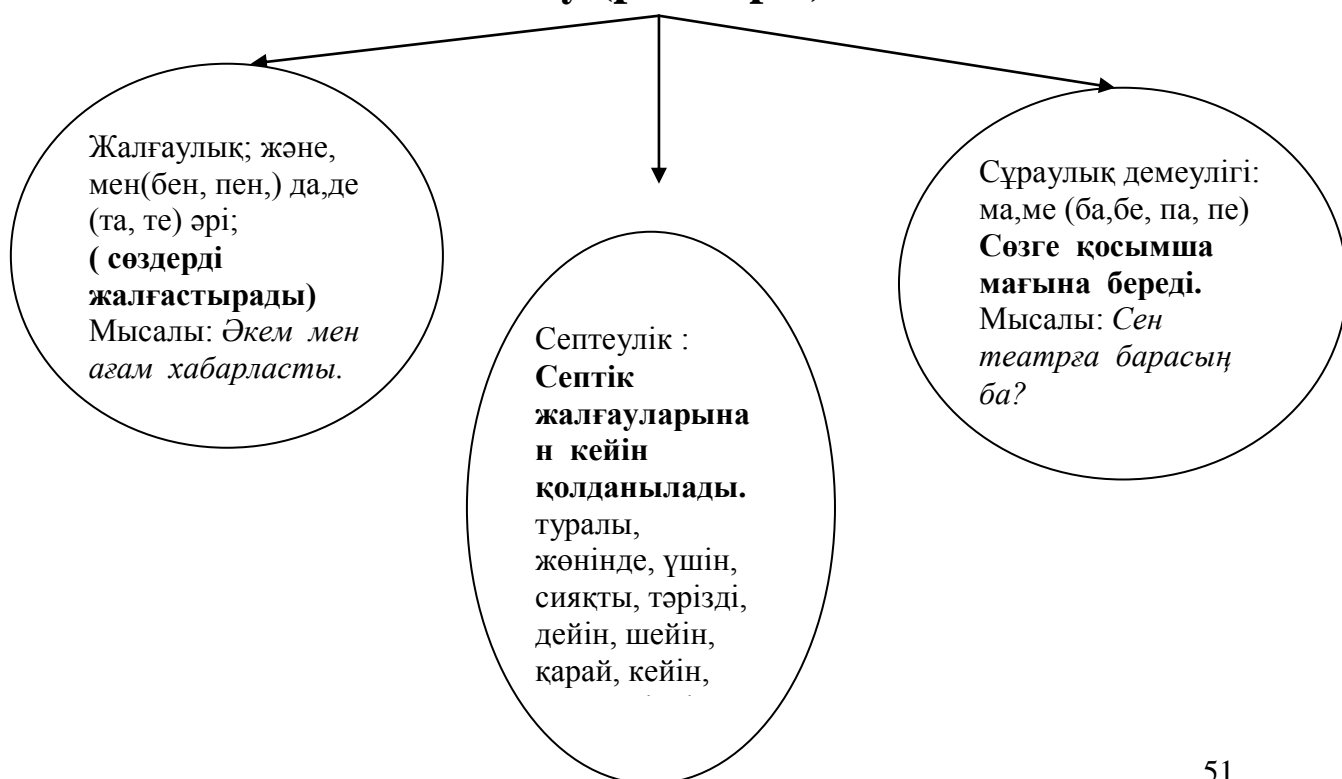 Жалғаулық; және,
мен(бен, пен,) да,де
(та, те) әрі;
( сөздерді
жалғастырады)
Мысалы: Әкем мен
ағам хабарласты.
Септеулік :
Септік
жалғауларына
н кейін
қолданылады.
туралы,
жөнінде, үшін,
сияқты, тәрізді,
дейін, шейін,
қарай, кейін,
Сұраулық демеулігі:
ма,ме (ба,бе, па, пе)
Сөзге қосымша
мағына береді.
Мысалы: Сен
театрға барасың
ба?
51